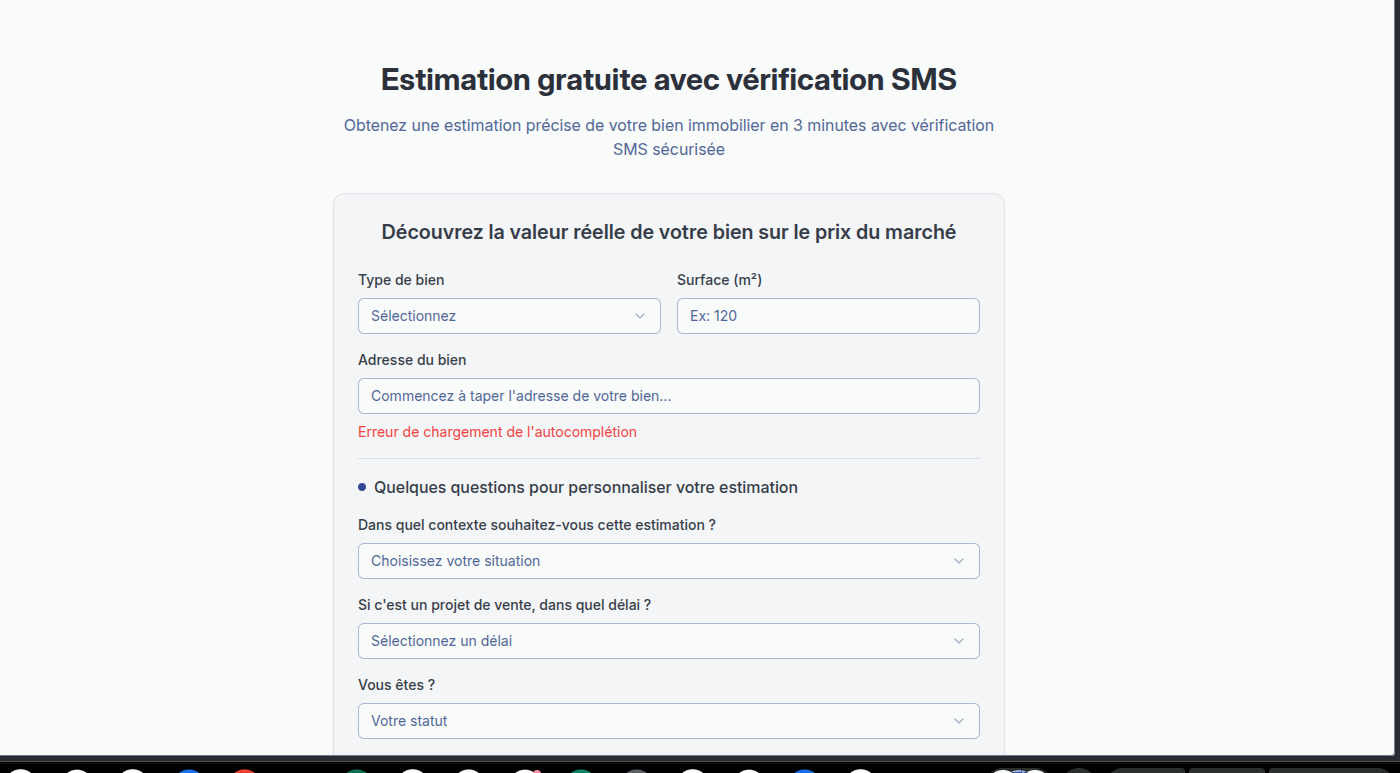 Estimation gratuite avec vérification SMS
Obtenez une estimation précise de votre bien immobilier en 3 minutes avec vérification
SMS sécurisée
Découvrez la valeur réelle de votre bien sur le prix du marché
Type de bien
Surface (m²)
Sélectionnez
Ex: 120
Adresse du bien
Commencez à taper l'adresse de votre bien...
Erreur de chargement de l'autocomplétion
Quelques questions pour personnaliser votre estimation
Dans quel contexte souhaitez-vous cette estimation ?
Choisissez votre situation
Si c'est un projet de vente, dans quel délai ?
Sélectionnez un délai
Vous êtes ?
Votre statut